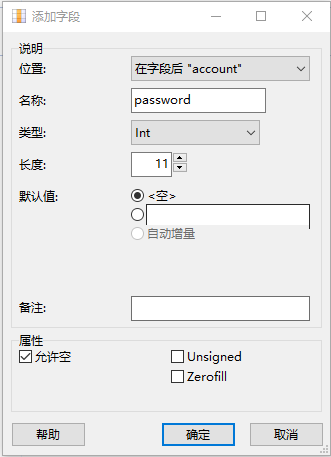 添加字段
说明
位置: 在字段后 "account"
名称: password
类型: Int
长度: 11
默认值: <空>
自动增量
备注:
属性
允许空 Unsigned
Zerofill
帮助 确定 取消